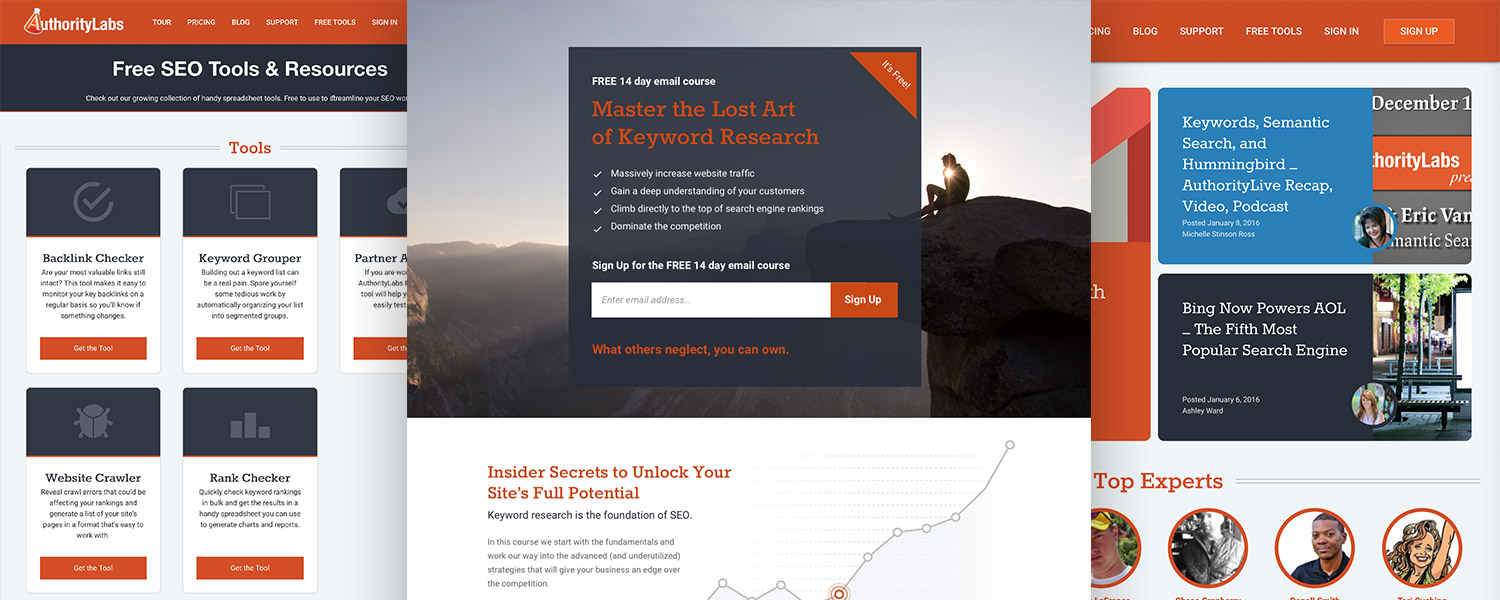 AuthorityLabs
TOUR
PRICING
BLOG
SUPPORT
FREE TOOLS
SIGN IN
Free SEO Tools & Resources
Check out our growing collection of handy spreadsheet tools. Free to use to streamline your SEO
Tools
Backlink Checker
Are your most valuable links still
intact? This tool makes it easy to
monitor your key backlinks on a
regular basis so you'll know if
something changes.
Get the Tool
Keyword Grouper
Building out a keyword list can
be a real pain. Spare yourself
some tedious work by
automatically organizing your list
into segmented groups.
Get the Tool
Partner
If you are
AuthorityLabs
tool will help
easily
Get
Website Crawler
Reveal crawl errors that could be
affecting your rankings and
generate a list of your site's
pages in a format that's easy to
work with.
Get the Tool
Rank Checker
Quickly check keyword rankings
in bulk and get the results in a
handy spreadsheet you can use
to generate charts and reports.
Get the Tool
It's Free!
FREE 14 day email course
Master the Lost Art
of Keyword Research
Massively increase website traffic
Gain a deep understanding of your customers
Climb directly to the top of search engine rankings
Dominate the competition
Sign Up for the FREE 14 day email course
Enter email address...
Sign Up
What others neglect, you can own.
Insider Secrets to Unlock Your
Site's Full Potential
Keyword research is the foundation of SEO.
In this course we start with the fundamentals and
work our way into the advanced (and underutilized)
strategies that will give your business an edge over
the competition.
BLOG
SUPPORT
FREE TOOLS
SIGN IN
SIGN UP
Keywords, Semantic
Search, and
Hummingbird _
AuthorityLive Recap,
Video, Podcast
Posted January 8, 2016
Michelle Stinson Ross
December 1
thorityLabs
Eric Van
mantic Sea
Bing Now Powers AOL
_ The Fifth Most
Popular Search Engine
Posted January 6, 2016
Ashley Ward
Top Experts